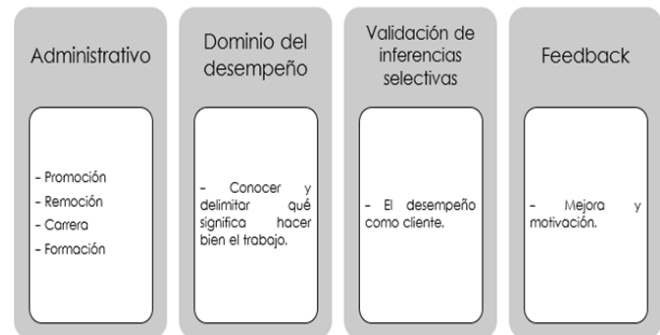 Administrativo
- Promoción
- Remoción
- Carrera
- Formación
Dominio del
desempeño
- Conocer y
delimitar qué
significa hacer
bien el trabajo.
Validación de
inferencias
selectivas
- El desempeño
como cliente.
Feedback
- Mejora y
motivación.